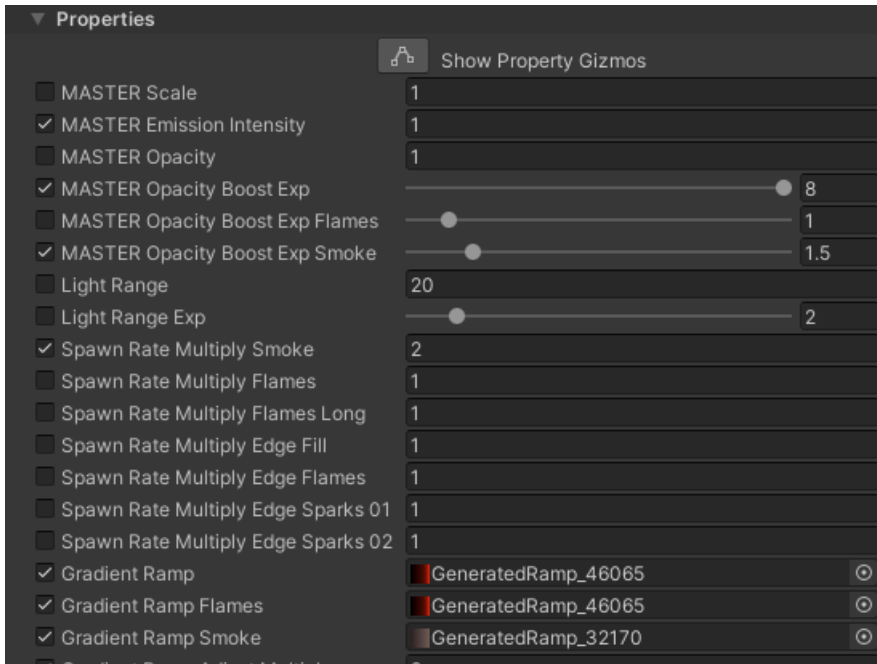 Properties
Show Property Gizmos
MASTER Scale 1
MASTER Emission Intensity 1
MASTER Opacity 1
MASTER Opacity Boost Exp 8
MASTER Opacity Boost Exp Flames 1
MASTER Opacity Boost Exp Smoke 1.5
Light Range 20
Light Range Exp 2
Spawn Rate Multiply Smoke 2
Spawn Rate Multiply Flames 1
Spawn Rate Multiply Flames Long 1
Spawn Rate Multiply Edge Fill 1
Spawn Rate Multiply Edge Flames 1
Spawn Rate Multiply Edge Sparks 01 1
Spawn Rate Multiply Edge Sparks 02 1
Gradient Ramp GeneratedRamp_46065
Gradient Ramp Flames GeneratedRamp_46065
Gradient Ramp Smoke GeneratedRamp_32170